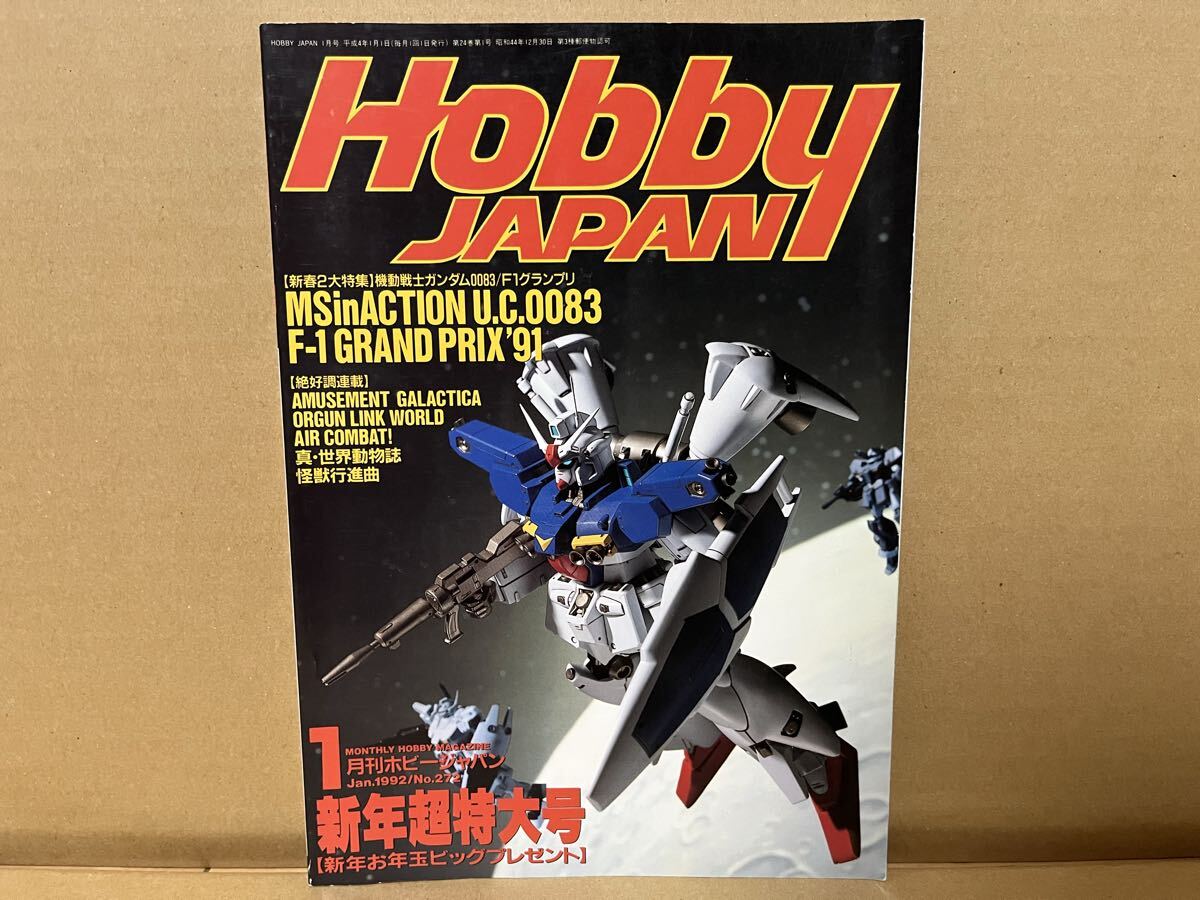 HOBBY JAPAN 1月号 平成4年1月1日(毎月1回1日発行) 第24巻第1号 昭和44年12月30日 第3種郵便物認可
Hobby
JAPAN
【新春2大特集】機動戦士ガンダム0083/F1グランプリ
MSinACTION U.C.0083
F-1 GRAND PRIX'91
【絶好調連載】
AMUSEMENT GALACTICA
ORGUN LINK WORLD
AIR COMBAT!
真・世界動物誌
怪獣行進曲
1
MONTHLY HOBBY MAGAZINE
月刊ホビージャパン
Jan.1992/No.272
新年超特大号
【新年お年玉ビッグプレゼント】